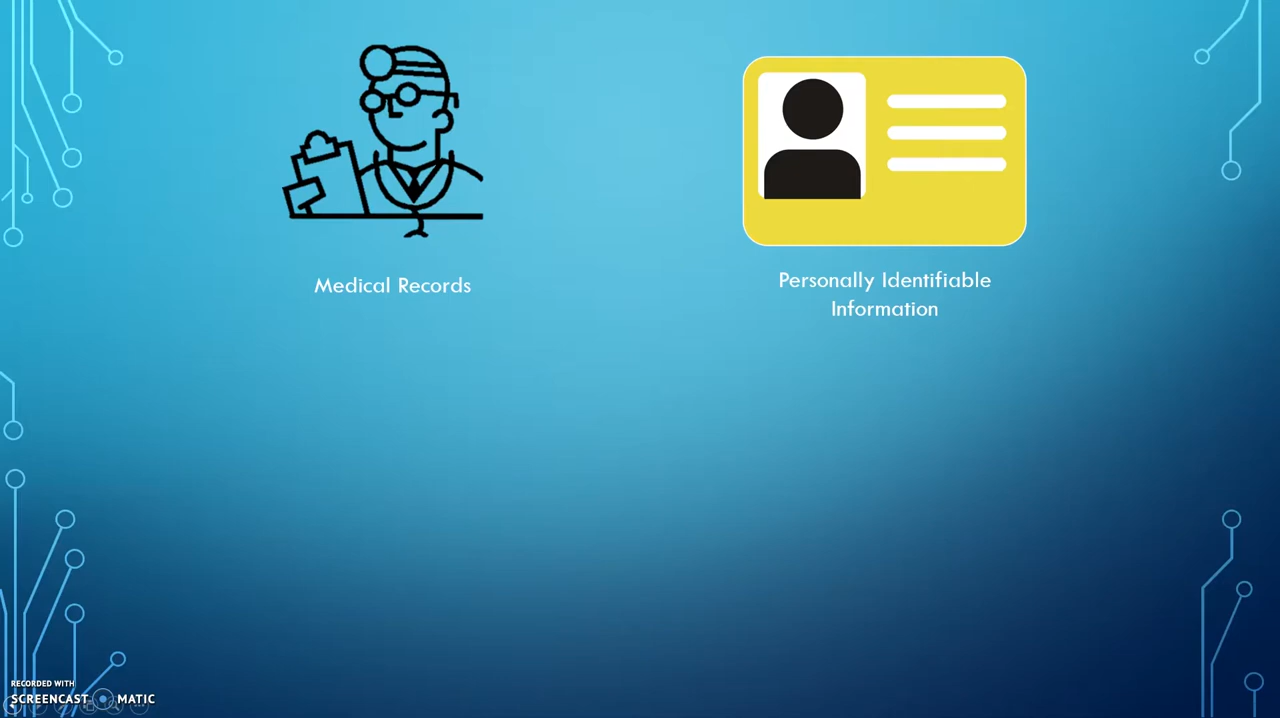 Medical Records
Personally Identifiable
Information
RECORDED WITH
SCREENCAST MATIC